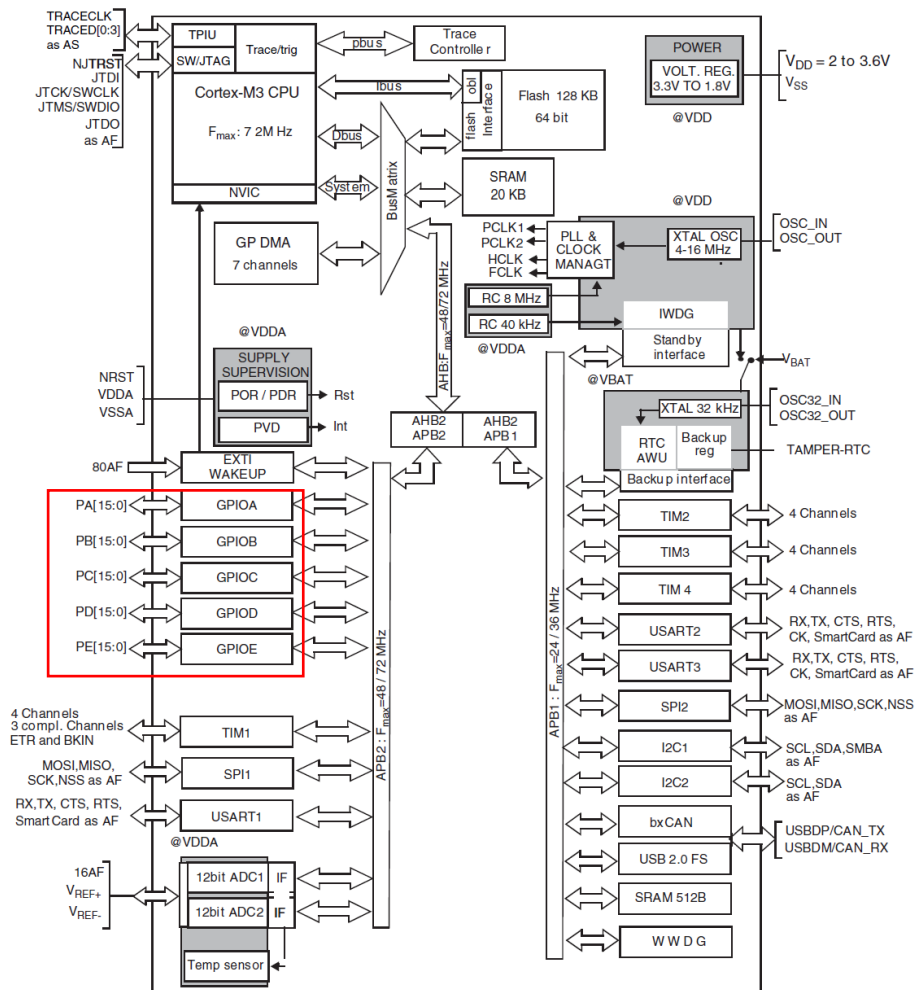 TRACECLK
TRACED[0:3]
as AS
NJTRST
JTDI
JTCK/SWCLK
JTMS/SWDIO
JTDO
as AF
TPIU
SW/JTAG
Trace/trig
Cortex-M3 CPU
Fmax: 7 2M Hz
NVIC
pbus
Ibus
Dbus
System
Trace
Controller
BusMatrix
obl
flash
Interface
Flash 128 KB
64 bit
SRAM
20 KB
POWER
VOLT. REG.
3.3V TO 1.8V
@VDD
VDD = 2 to 3.6V
VSS
GP DMA
7 channels
AHB:Fmax=48/72 MHz
@VDD
PCLK1
PCLK2
HCLK
FCLK
PLL &
CLOCK
MANAGT
XTAL OSC
4-16 MHz
OSC_IN
OSC_OUT
RC 8 MHz
RC 40 kHz
@VDDA
IWDG
Standby
interface
VBAT
@VBAT
@VDDA
SUPPLY
SUPERVISION
POR / PDR
Rst
PVD
Int
NRST
VDDA
VSSA
AHB2
APB2
AHB2
APB1
XTAL 32 kHz
OSC32_IN
OSC32_OUT
RTC
AWU
Backup
reg
TAMPER-RTC
Backup interface
80AF
EXTI
WAKEUP
PA[15:0]
GPIOA
PB[15:0]
GPIOB
PC[15:0]
GPIOC
PD[15:0]
GPIOD
PE[15:0]
GPIOE
4 Channels
3 compl. Channels
ETR and BKIN
TIM1
MOSI,MISO,
SCK,NSS as AF
SPI1
RX,TX, CTS, RTS,
SmartCard as AF
USART1
@VDDA
16AF
VREF+
VREF-
12bit ADC1
IF
12bit ADC2
IF
Temp sensor
APB2 : Fmax=48 / 72 MHz
APB1 : Fmax=24 / 36 MHz
TIM2
4 Channels
TIM3
4 Channels
TIM 4
4 Channels
USART2
RX,TX, CTS, RTS,
CK, SmartCard as AF
USART3
RX,TX, CTS, RTS,
CK, SmartCard as AF
SPI2
MOSI,MISO,SCK,NSS
as AF
I2C1
SCL,SDA,SMBA
as AF
I2C2
SCL,SDA
as AF
bxCAN
USBDP/CAN_TX
USBDM/CAN_RX
USB 2.0 FS
SRAM 512B
W W D G